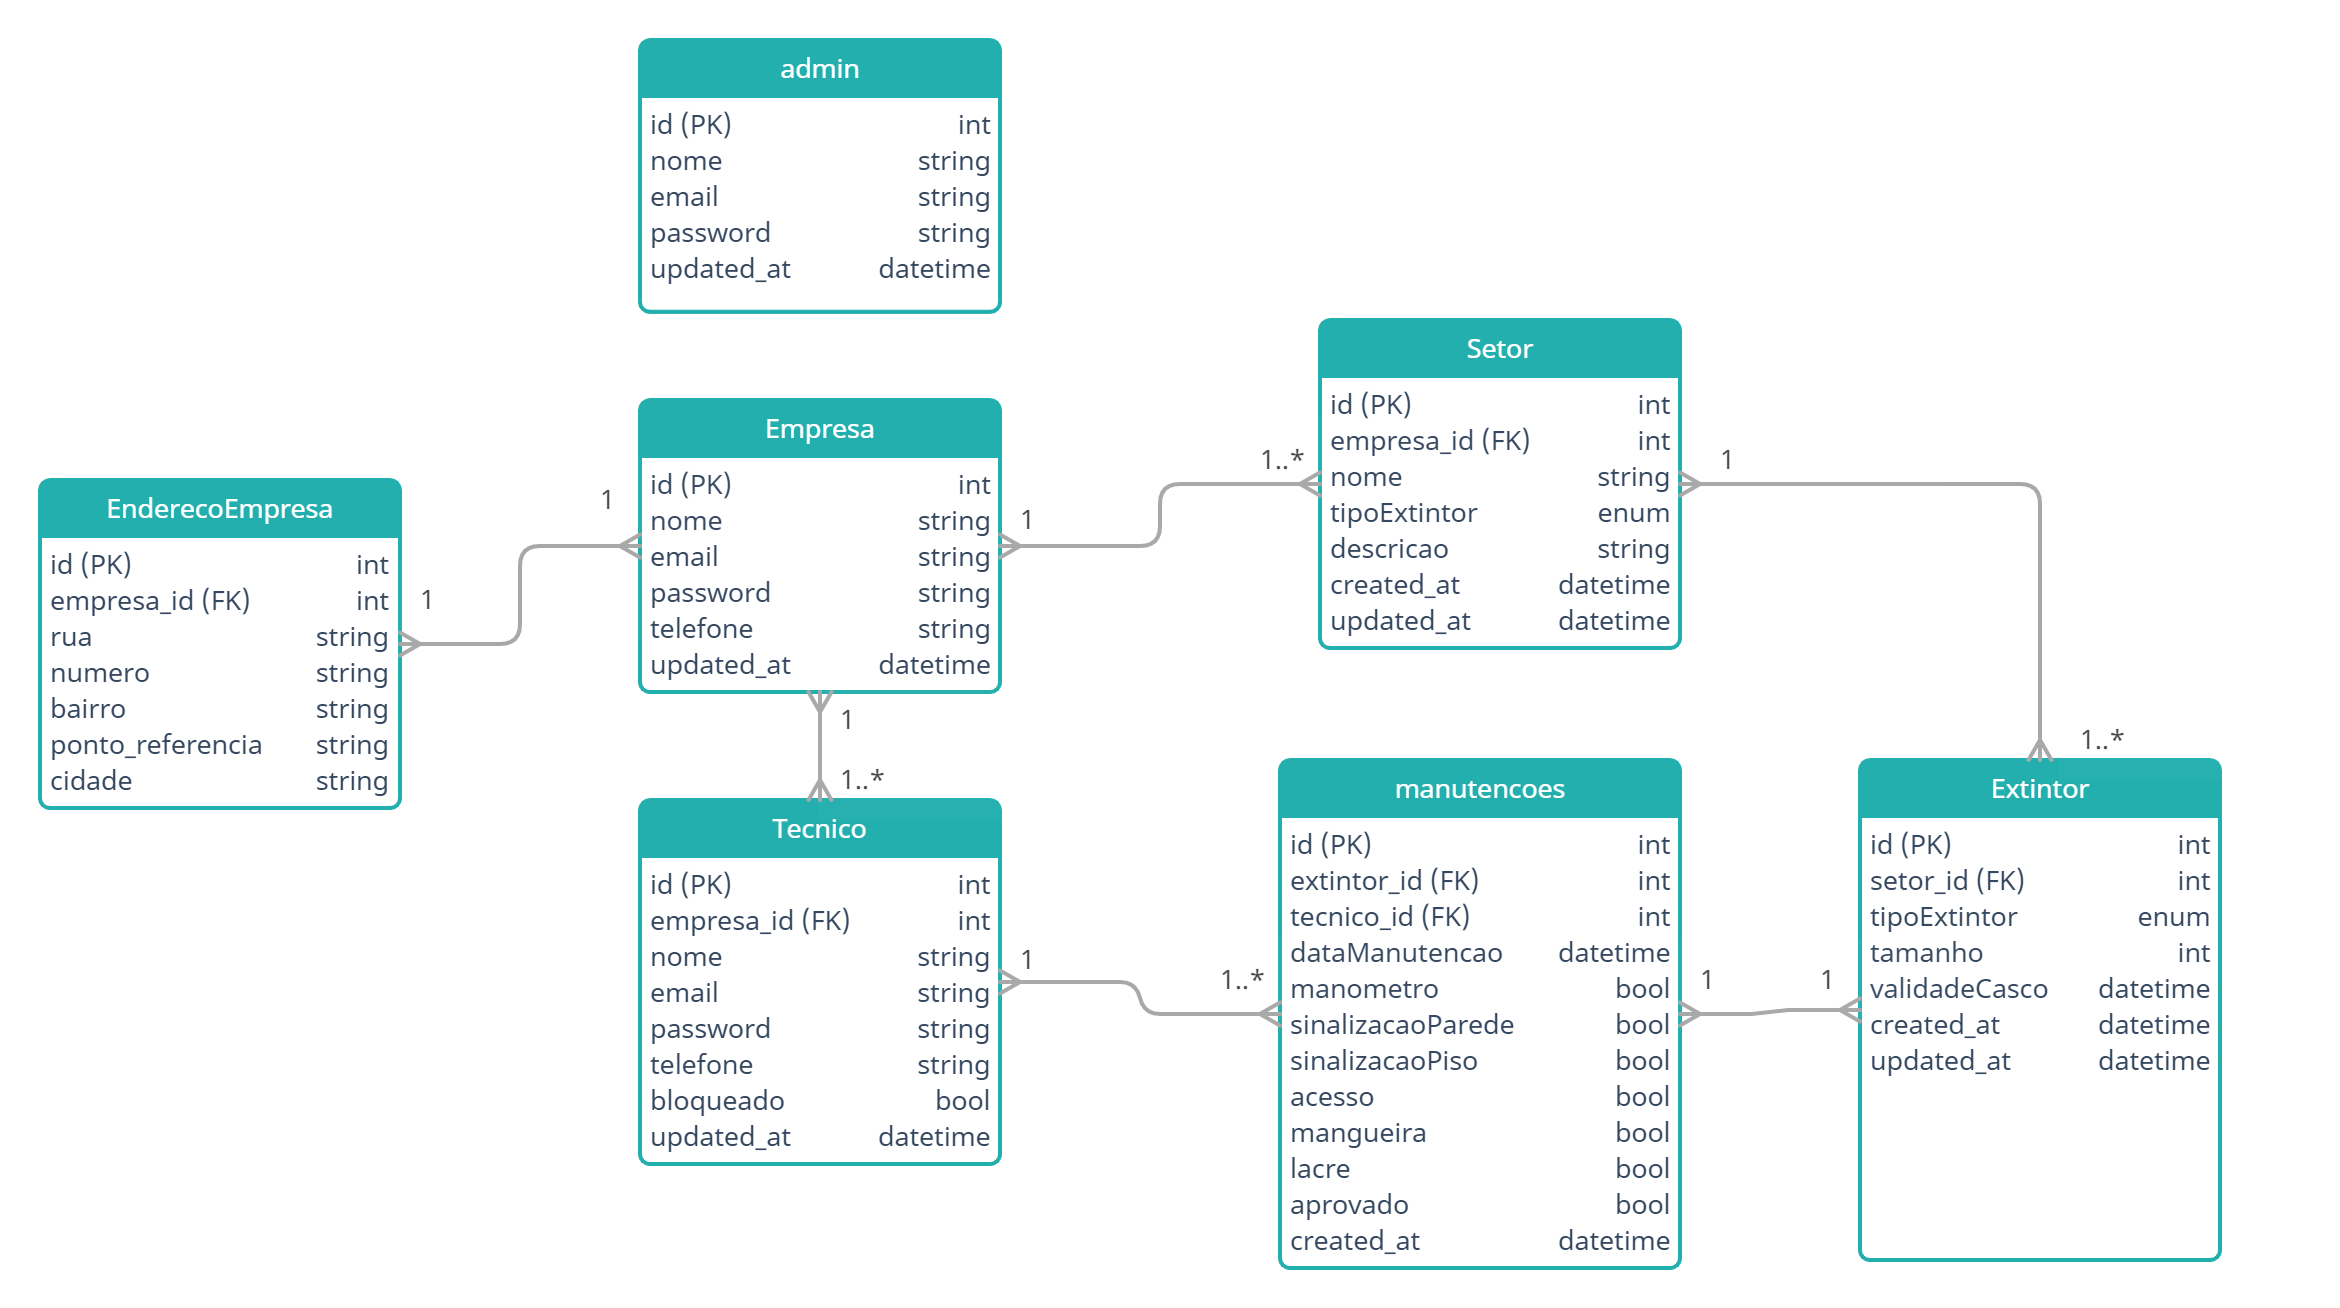 admin
id (PK) int
nome string
email string
password string
updated_at datetime
Setor
id (PK) int
empresa_id (FK) int
nome string
tipoExtintor enum
descricao string
created_at datetime
updated_at datetime
1..*
1
Empresa
id (PK) int
nome string
email string
password string
telefone string
updated_at datetime
1
1
EnderecoEmpresa
id (PK) int
empresa_id (FK) int
rua string
numero string
bairro string
ponto_referencia string
cidade string
1
1
1..*
1..*
Tecnico
id (PK) int
empresa_id (FK) int
nome string
email string
password string
telefone string
bloqueado bool
updated_at datetime
1
1..*
manutencoes
id (PK) int
extintor_id (FK) int
tecnico_id (FK) int
dataManutencao datetime
manometro bool
sinalizacaoParede bool
sinalizacaoPiso bool
acesso bool
mangueira bool
lacre bool
aprovado bool
created_at datetime
1
1
Extintor
id (PK) int
setor_id (FK) int
tipoExtintor enum
tamanho int
validadeCasco datetime
created_at datetime
updated_at datetime